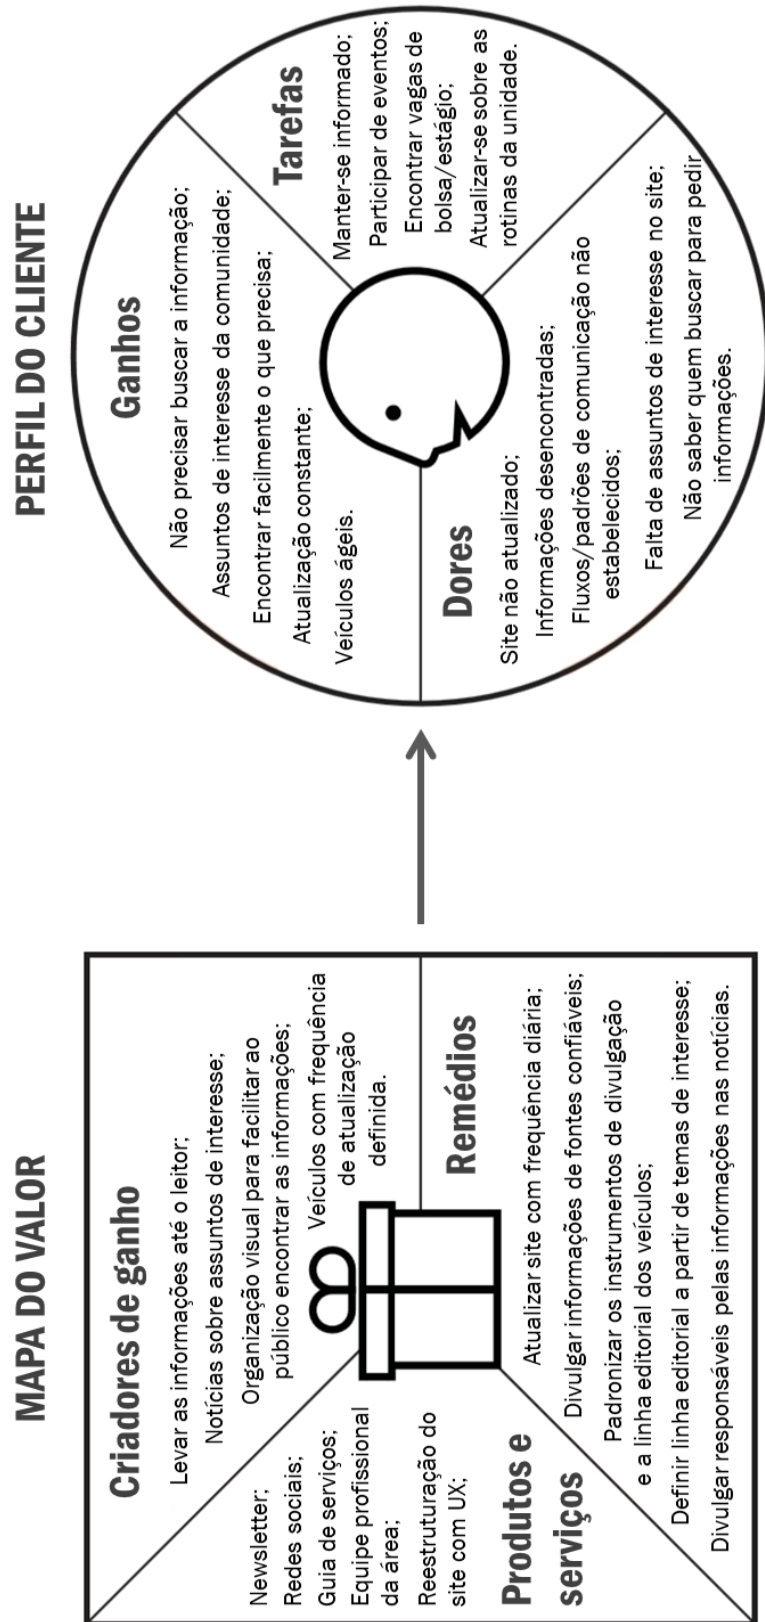 MAPA DO VALOR
Criadores de ganho
Levar as informações até o leitor;
Notícias sobre assuntos de interesse;
Organização visual para facilitar ao
público encontrar as informações;
Veículos com frequência
de atualização
definida.
Newsletter;
Redes sociais;
Guia de serviços;
Equipe profissional
da área;
Reestruturação do
site com UX;
Produtos e
serviços
Remédios
Atualizar site com frequência diária;
Divulgar informações de fontes confiáveis;
Padronizar os instrumentos de divulgação
e a linha editorial dos veículos;
Definir linha editorial a partir de temas de interesse;
Divulgar responsáveis pelas informações nas notícias.
PERFIL DO CLIENTE
Ganhos
Não precisar buscar a informação;
Assuntos de interesse da comunidade;
Encontrar facilmente o que precisa;
Atualização constante;
Veículos ágeis.
Tarefas
Manter-se informado;
Participar de eventos;
Encontrar vagas de
bolsa/estágio;
Atualizar-se sobre as
rotinas da unidade.
Dores
Site não atualizado;
Informações desencontradas;
Fluxos/padrões de comunicação não
estabelecidos;
Falta de assuntos de interesse no site;
Não saber quem buscar para pedir
informações.